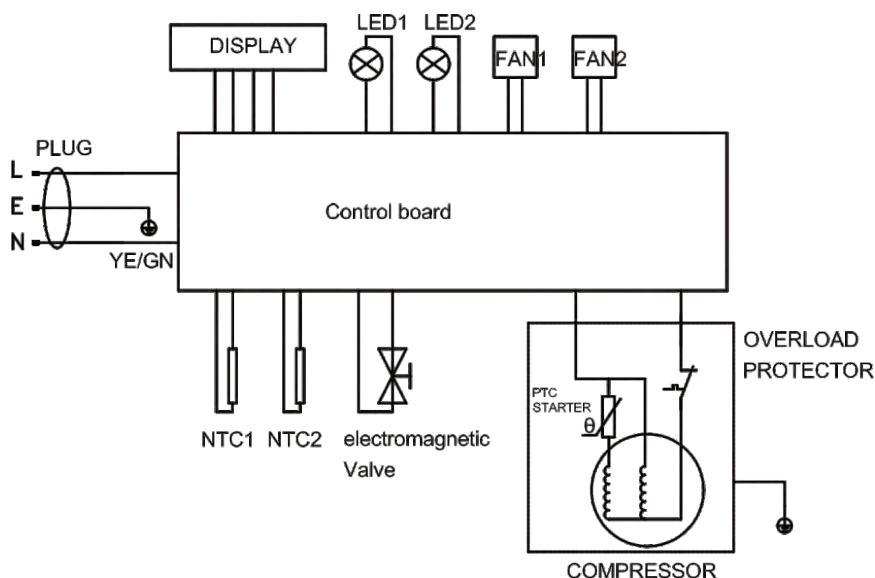 LED1 LED2
DISPLAY
FAN1 FAN2
PLUG
L
E
N
YE/GN
Control board
NTC1 NTC2 electromagnetic
Valve
OVERLOAD
PROTECTOR
PTC
STARTER
θ
COMPRESSOR